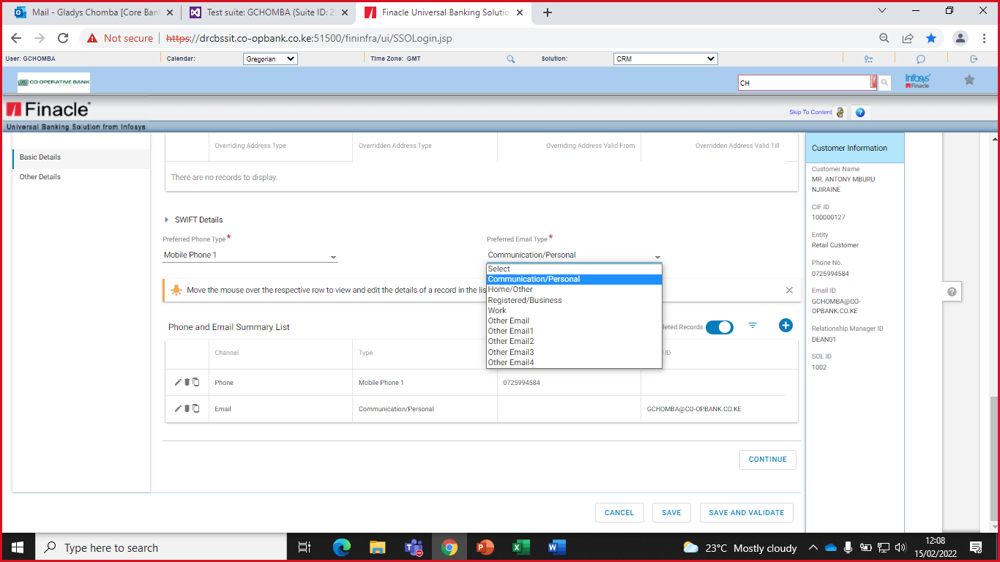 Mail - Gladys Chomba [Core Ban
Test suite: GCHOMBA (Suite ID: 2
Finacle Universal Banking Solutio
Not secure
https://drcbssit.co-opbank.co.ke:51500/fininfra/ui/SSOLogin.jsp
User: GCHOMBA
Calendar:
Gregorian
Time Zone: GMT
Solution:
CRM
CO-OPERATIVE BANK
CH
Infosys
Finacle
Finacle
Skip To Content
Universal Banking Solution from Infosys
Basic Details
Other Details
Overriding Address Type
Overridden Address Type
Overriding Address Valid From
Overridden Address Valid Till
There are no records to display.
SWIFT Details
Preferred Phone Type*
Mobile Phone 1
Preferred Email Type*
Communication/Personal
Select
Communication/Personal
Home/Other
Registered/Business
Work
Other Email
Other Email1
Other Email2
Other Email3
Other Email4
Move the mouse over the respective row to view and edit the details of a record in the lis
Phone and Email Summary List
leted Records
Channel
Type
ID
Phone
Mobile Phone 1
0725994584
Email
Communication/Personal
GCHOMBA@CO-OPBANK.CO.KE
CONTINUE
CANCEL
SAVE
SAVE AND VALIDATE
Customer Information
Customer Name
MR. ANTONY MBURU
NJIRAINE
CIF ID
100000127
Entity
Retail Customer
Phone No.
0725994584
Email ID
GCHOMBA@CO-
OPBANK.CO.KE
Relationship Manager ID
DEAN01
SOL ID
1002
Type here to search
23°C Mostly cloudy
12:08
15/02/2022